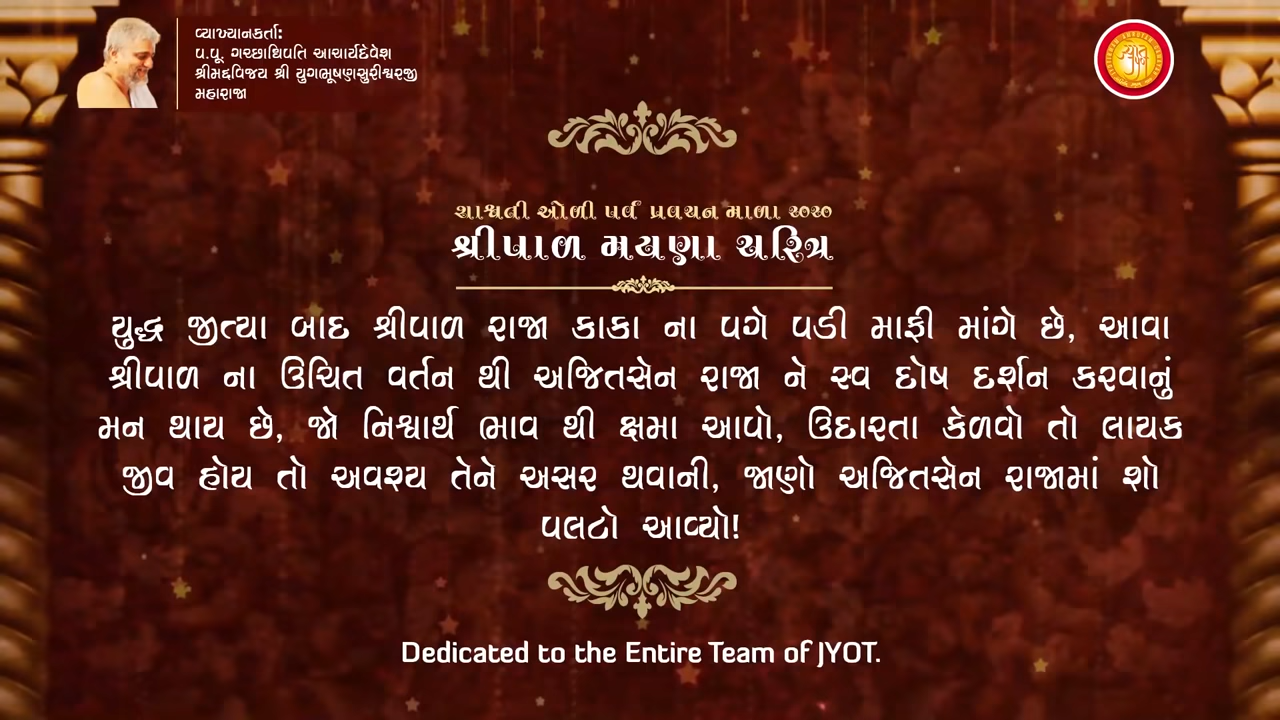 વ્યાખ્યાનકર્તા:
પ.પૂ. ગચ્છાધિપતિ આચાર્યદેવેશ
શ્રીમદ્દવિજય શ્રી યુગભૂષણસુરીશ્વરજી
મહારાજા
શાશ્વતી ઓળી પર્વ પ્રવચન માળા ૨૦૨૦
શ્રીપાળ મયણા ચરિત્ર
યુદ્ધ જીત્યા બાદ શ્રીપાળ રાજા કાકા ના પગે પડી માફી માંગે છે, આવા
શ્રીપાળ ના ઉચિત વર્તન થી અજિતસેન રાજા ને સ્વ દોષ દર્શન કરવાનું
મન થાય છે, જો નિશ્વાર્થ ભાવ થી ક્ષમા આપો, ઉદારતા કેળવો તો લાયક
જીવ હોય તો અવશ્ય તેને અસર થવાની, જાણો અજિતસેન રાજામાં શો
પલટો આવ્યો!
Dedicated to the Entire Team of JYOT.